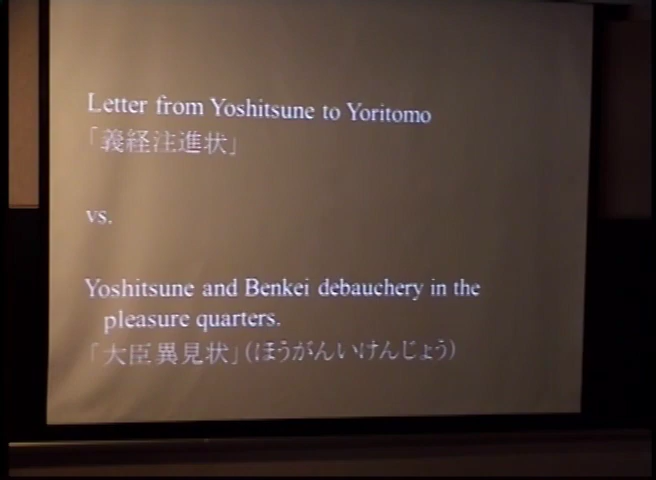 Letter from Yoshitsune to Yoritomo
「義経注進状」
vs.
Yoshitsune and Benkei debauchery in the
pleasure quarters.
「大臣異見状」(ほうがんいけんじょう)